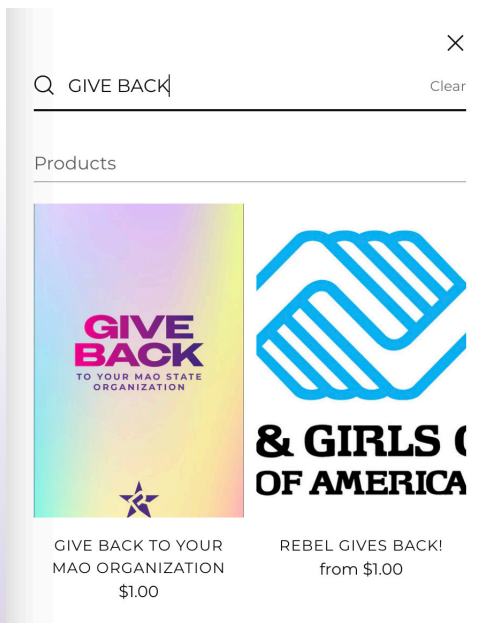 GIVE BACK
Clear
Products
GIVE
BACK
TO YOUR MAO STATE
ORGANIZATION
& GIRLS
OF AMERICA
GIVE BACK TO YOUR
MAO ORGANIZATION
$1.00
REBEL GIVES BACK!
from $1.00